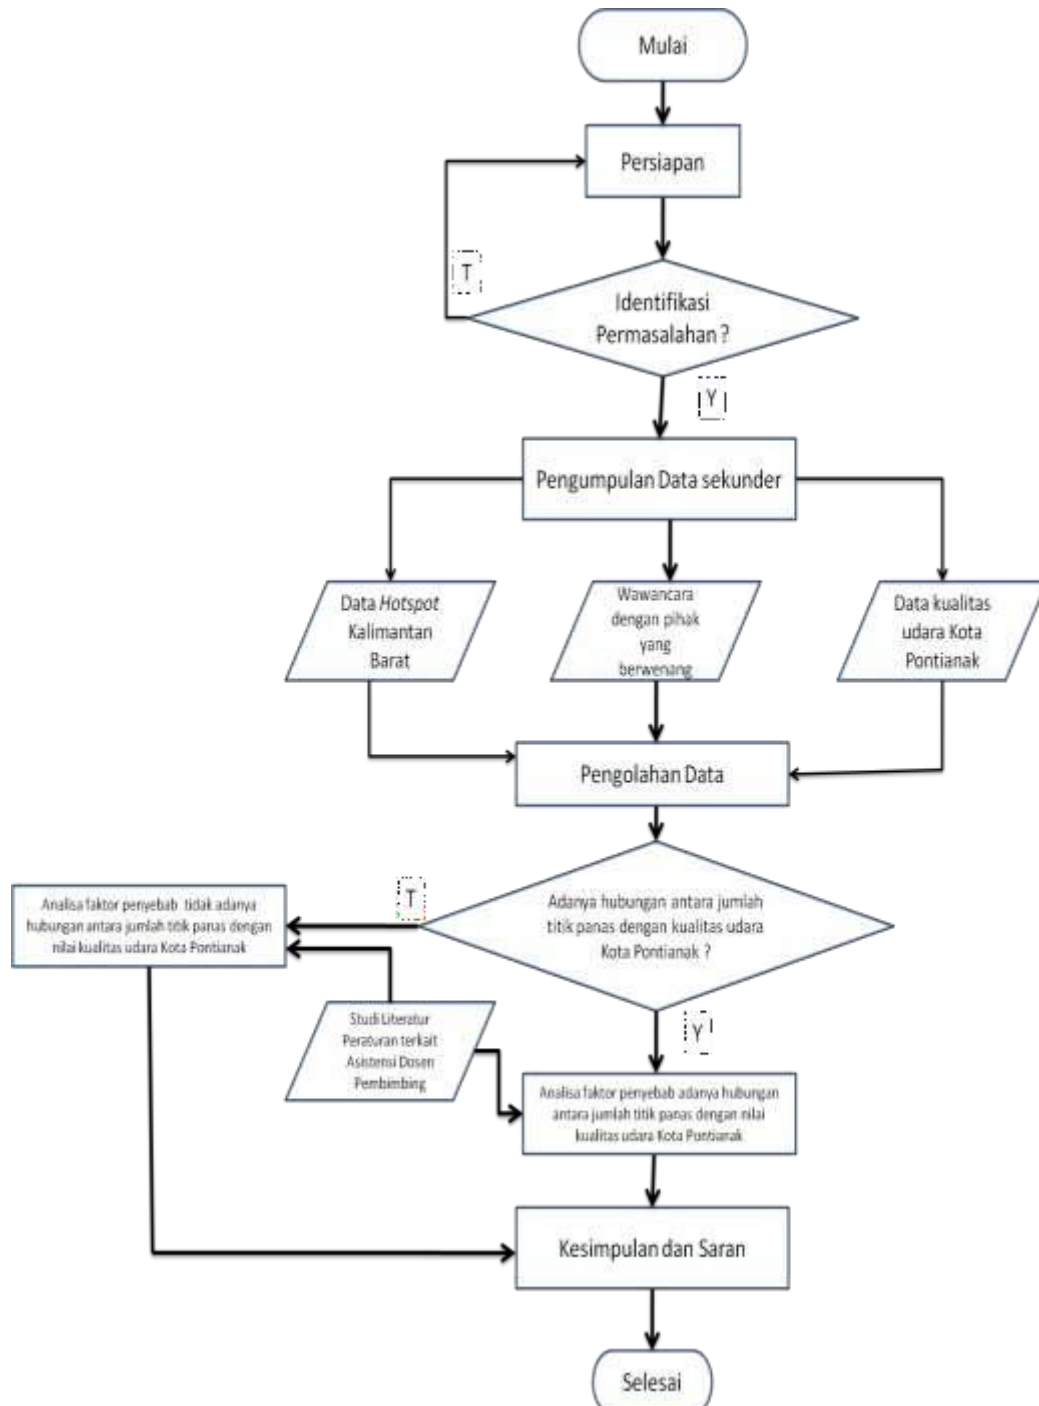 Mulai
Persiapan
T
Identifikasi
Permasalahan ?
Y
Pengumpulan Data sekunder
Data Hotspot
Kalimantan
Barat
Wawancara
dengan pihak
yang
berwenang
Data kualitas
udara Kota
Pontianak
Pengolahan Data
Adanya hubungan antara jumlah
titik panas dengan kualitas udara
Kota Pontianak ?
T
Analisa faktor penyebab tidak adanya
hubungan antara jumlah titik panas dengan
nilai kualitas udara Kota Pontianak
Studi Literatur
Peraturan terkait
Asistensi Dosen
Pembimbing
Y
Analisa faktor penyebab adanya hubungan
antara jumlah titik panas dengan nilai
kualitas udara Kota Pontianak
Kesimpulan dan Saran
Selesai